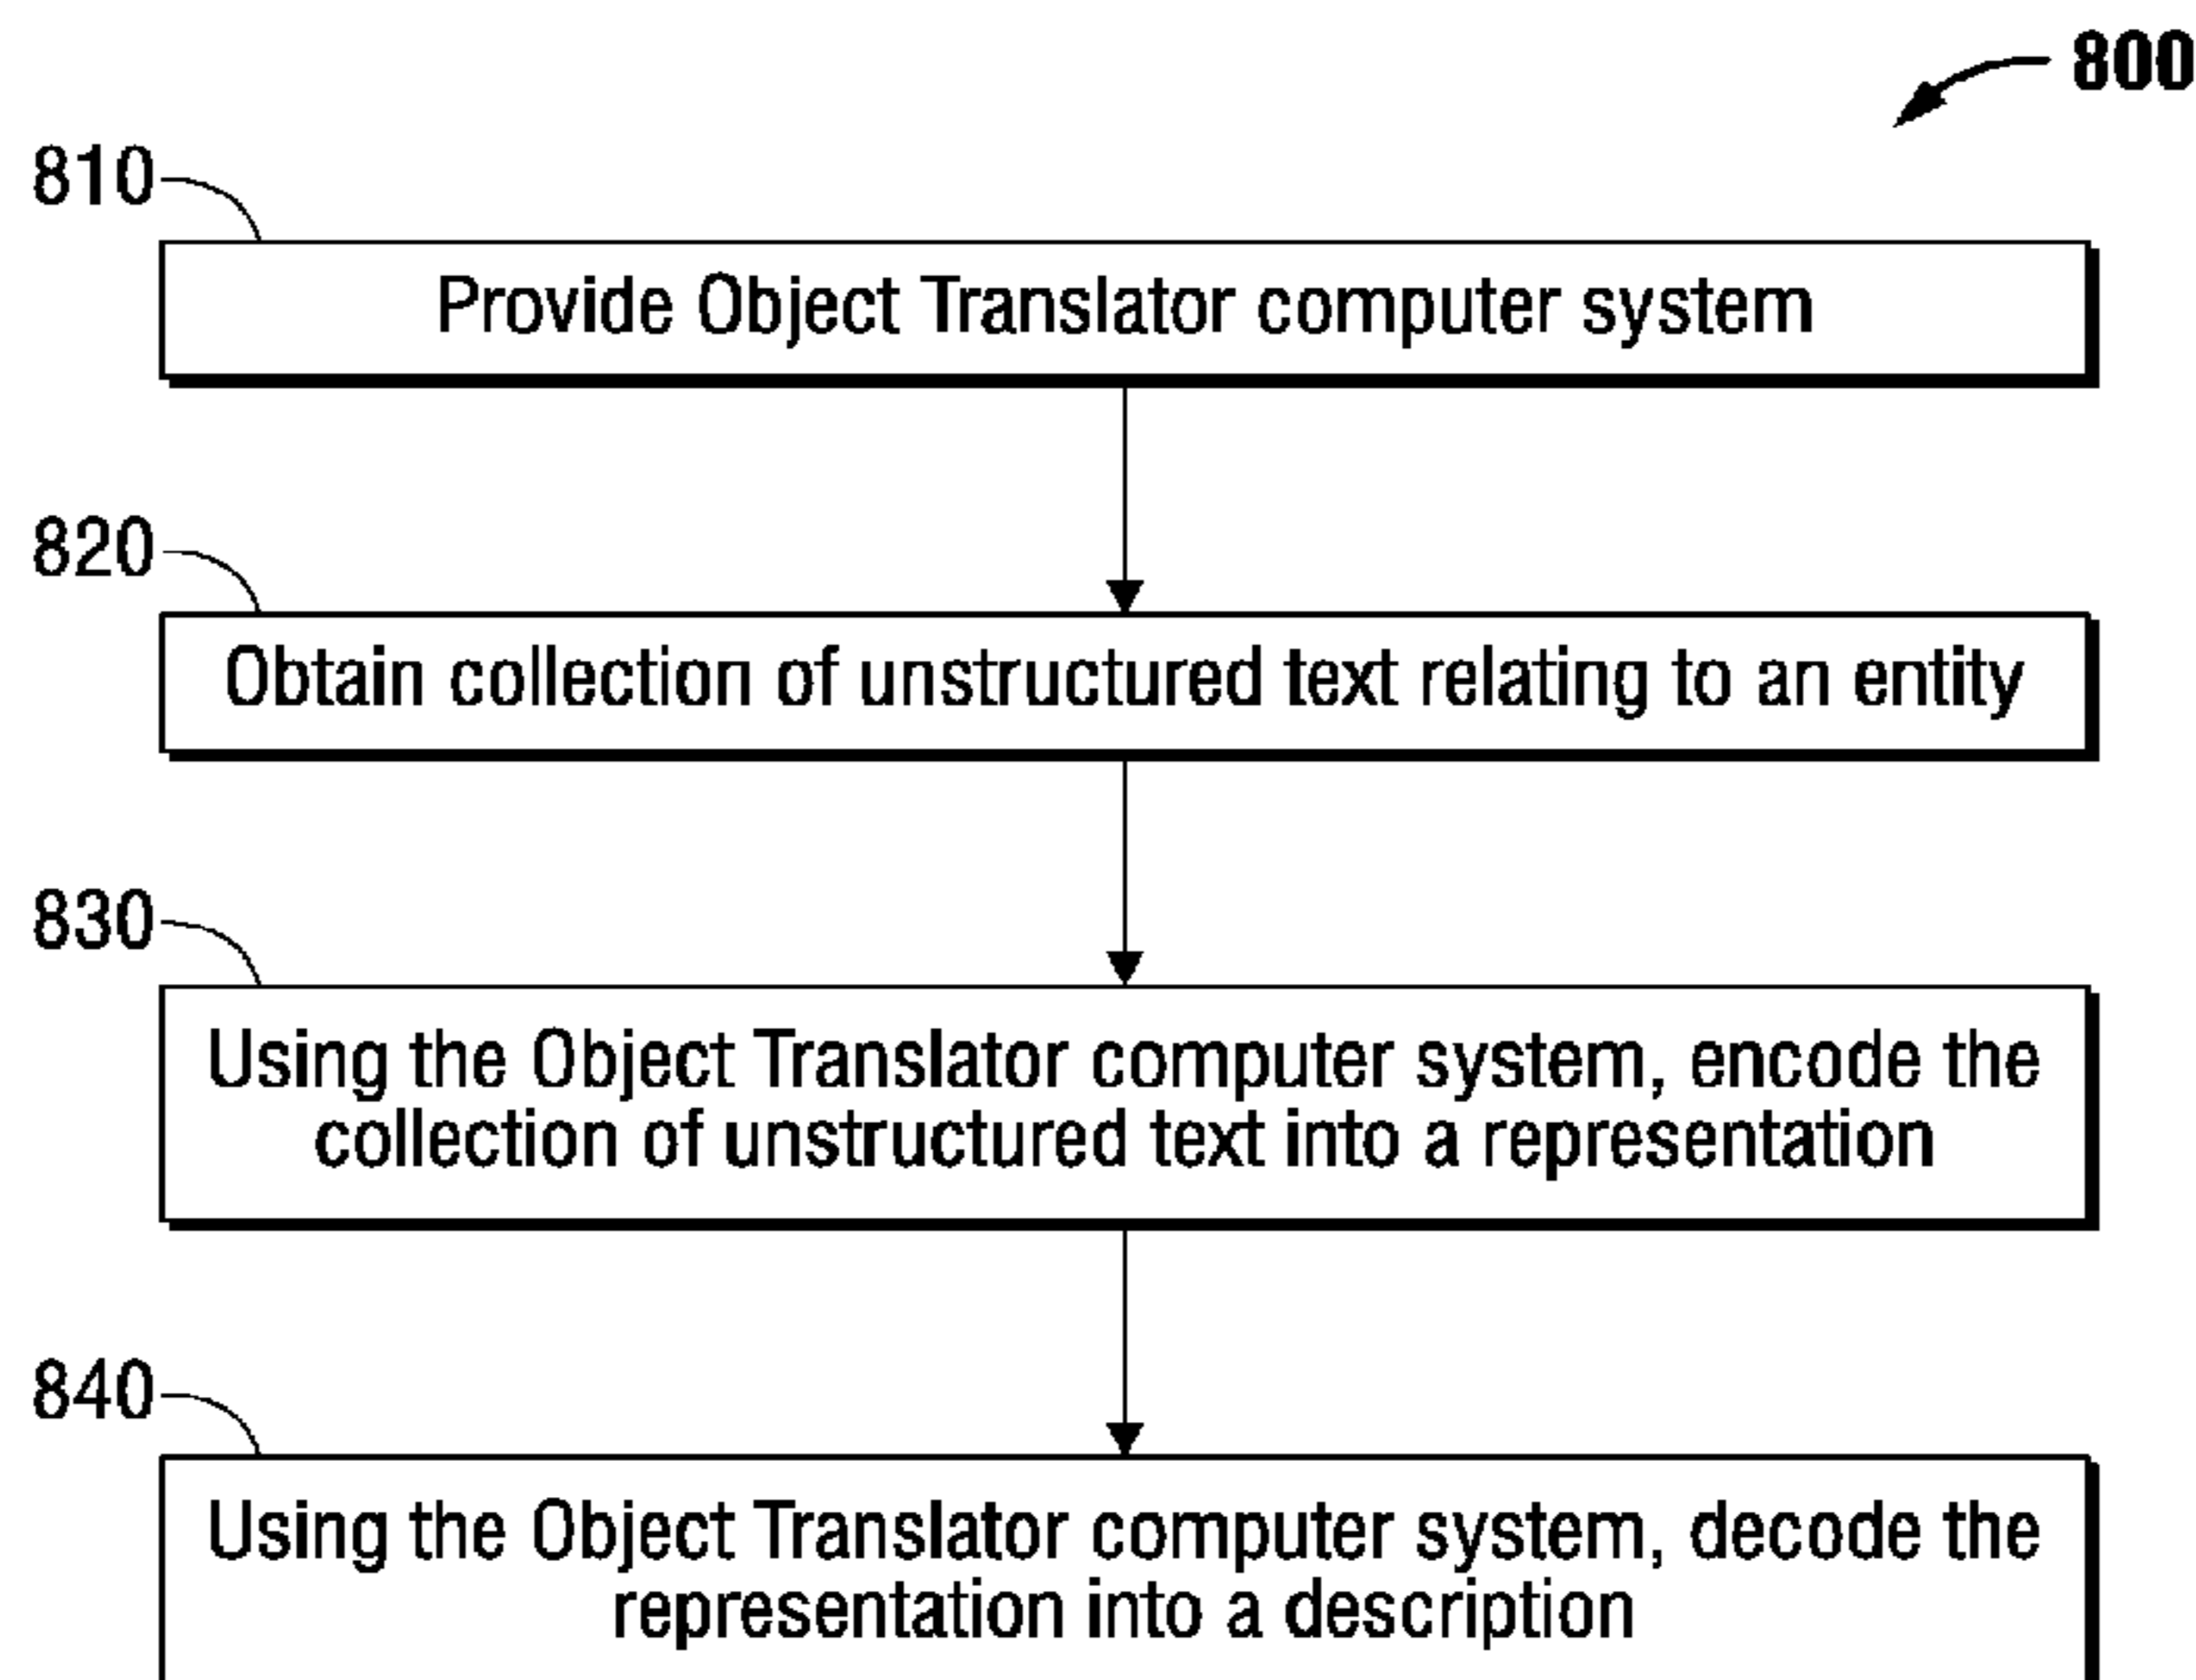 800
810
Provide Object Translator computer system
820
Obtain collection of unstructured text relating to an entity
830
Using the Object Translator computer system, encode the
collection of unstructured text into a representation
840
Using the Object Translator computer system, decode the
representation into a description